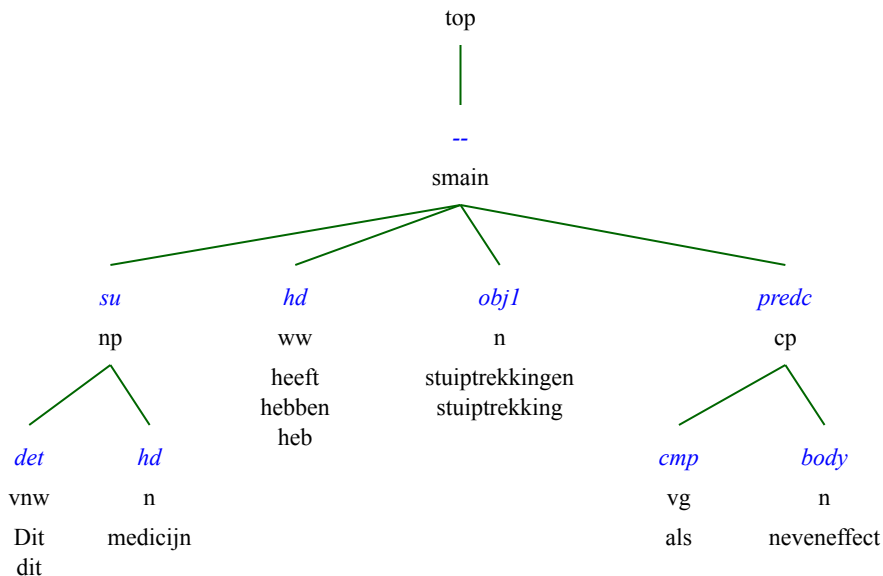 top
--
smain
su hd obj1 predc
np ww n cp
heeft stuiptrekkingen
hebben stuiptrekking
heb
det hd cmp body
vnw n vg n
Dit medicijn als neveneffect
dit